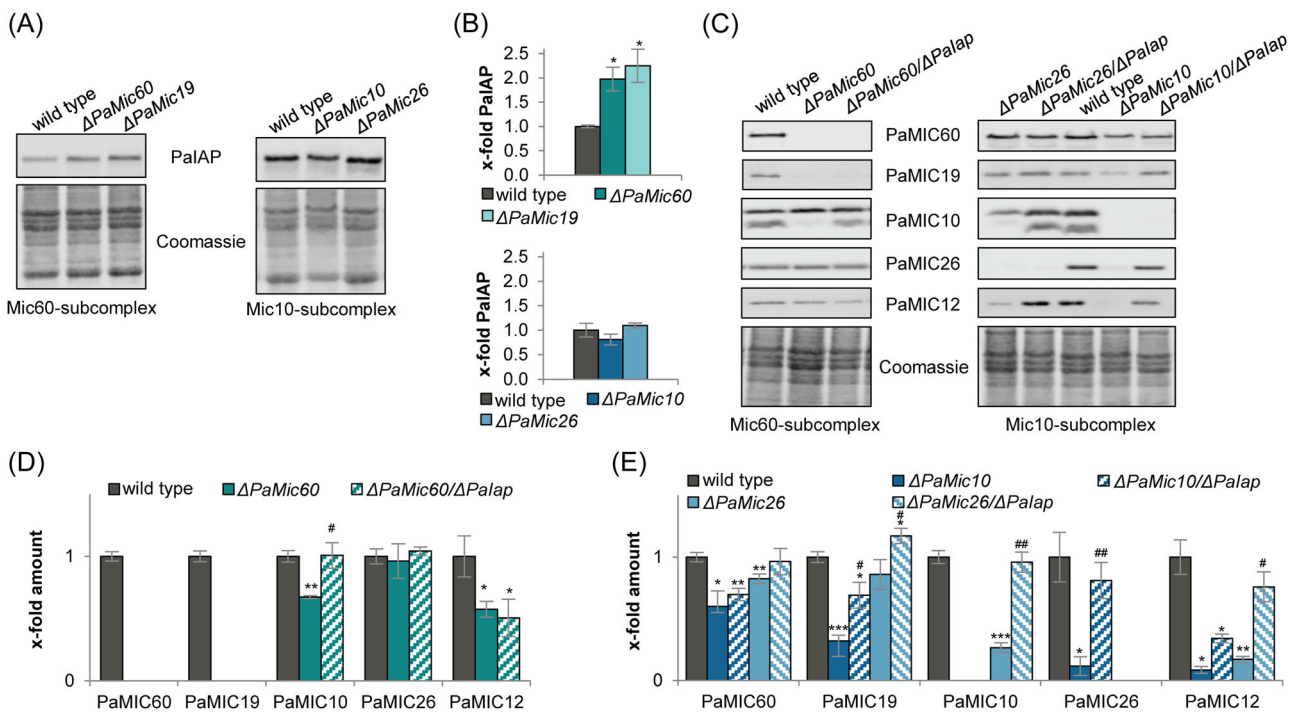 (A)
wild type
ΔPaMic60
ΔPaMic19
wild type
ΔPaMic10
ΔPaMic26
PaIAP
Coomassie
Mic60-subcomplex
Mic10-subcomplex
(B)
x-fold PaIAP
2.5
2.0
1.5
1.0
0.5
0.0
*
*
wild type
ΔPaMic60
ΔPaMic19
x-fold PaIAP
2.5
2.0
1.5
1.0
0.5
0.0
wild type
ΔPaMic10
ΔPaMic26
(C)
wild type
ΔPaMic60
ΔPaMic60/ΔPaIap
ΔPaMic26
ΔPaMic26/ΔPaIap
wild type
ΔPaMic10
ΔPaMic10/ΔPaIap
PaMIC60
PaMIC19
PaMIC10
PaMIC26
PaMIC12
Coomassie
Mic60-subcomplex
Mic10-subcomplex
(D)
wild type
ΔPaMic60
ΔPaMic60/ΔPaIap
x-fold amount
1
0
**
#
*
*
PaMIC60 PaMIC19 PaMIC10 PaMIC26 PaMIC12
(E)
wild type
ΔPaMic10
ΔPaMic10/ΔPaIap
ΔPaMic26
ΔPaMic26/ΔPaIap
x-fold amount
1
0
*
**
**
***
#
*
#
*
***
##
*
##
*
*
**
#
PaMIC60 PaMIC19 PaMIC10 PaMIC26 PaMIC12